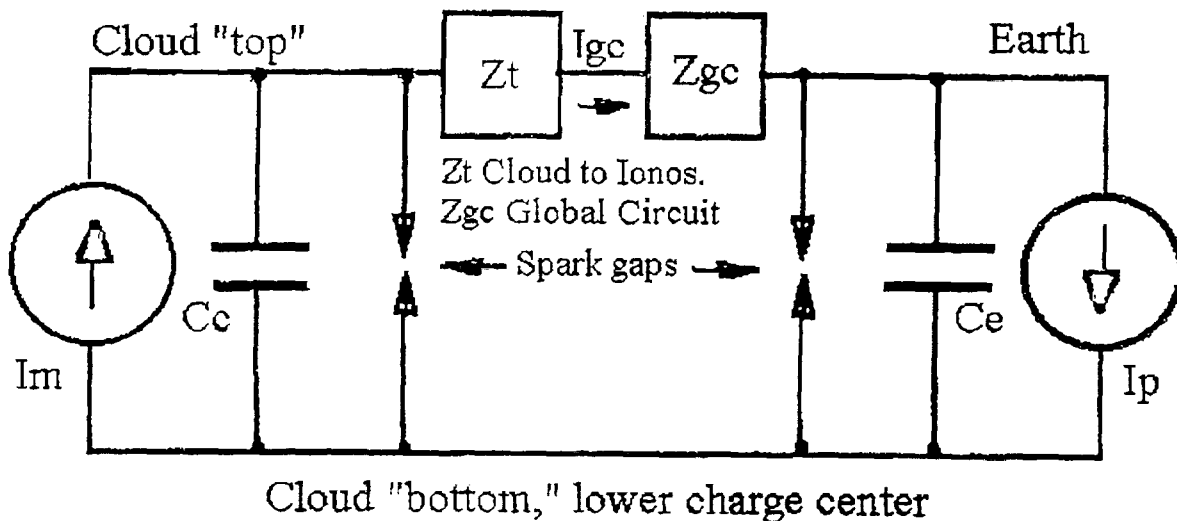 Cloud "top"
Igc
Earth
Zt
Zgc
Zt Cloud to Ionos.
Zgc Global Circuit
Spark gaps
Cc
Ce
Im
Ip
Cloud "bottom," lower charge center